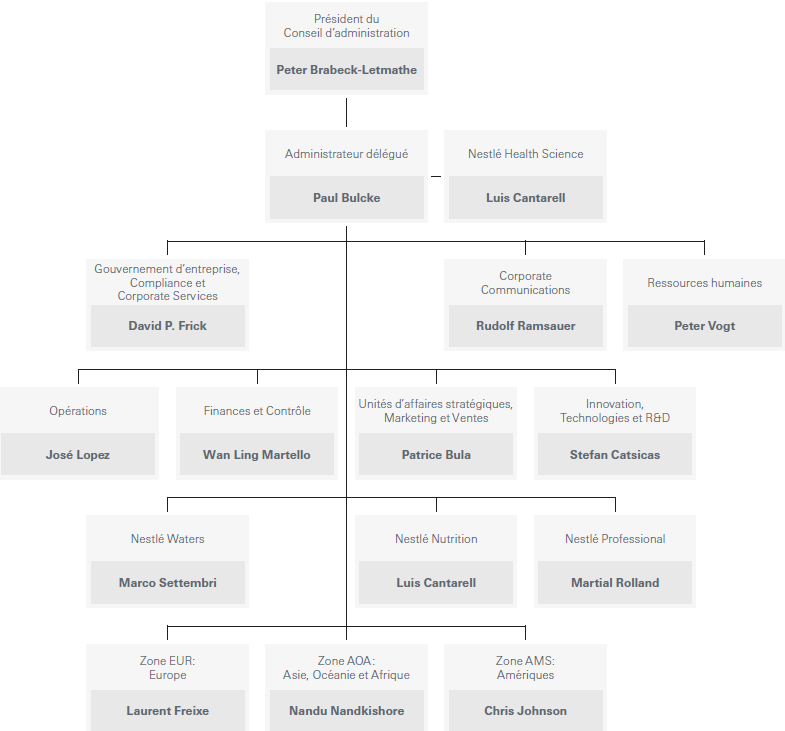 Président du
Conseil d'administration
Peter Brabeck-Letmathe
Administrateur délégué
Paul Bulcke
Nestlé Health Science
Luis Cantarell
Gouvernement d'entreprise,
Compliance et
Corporate Services
David P. Frick
Corporate
Communications
Rudolf Ramsauer
Ressources humaines
Peter Vogt
Opérations
José Lopez
Finances et Contrôle
Wan Ling Martello
Unités d'affaires stratégiques,
Marketing et Ventes
Patrice Bula
Innovation,
Technologies et R&D
Stefan Catsicas
Nestlé Waters
Marco Settembri
Nestlé Nutrition
Luis Cantarell
Nestlé Professional
Martial Rolland
Zone EUR:
Europe
Laurent Freixe
Zone AOA:
Asie, Océanie et Afrique
Nandu Nandkishore
Zone AMS:
Amériques
Chris Johnson